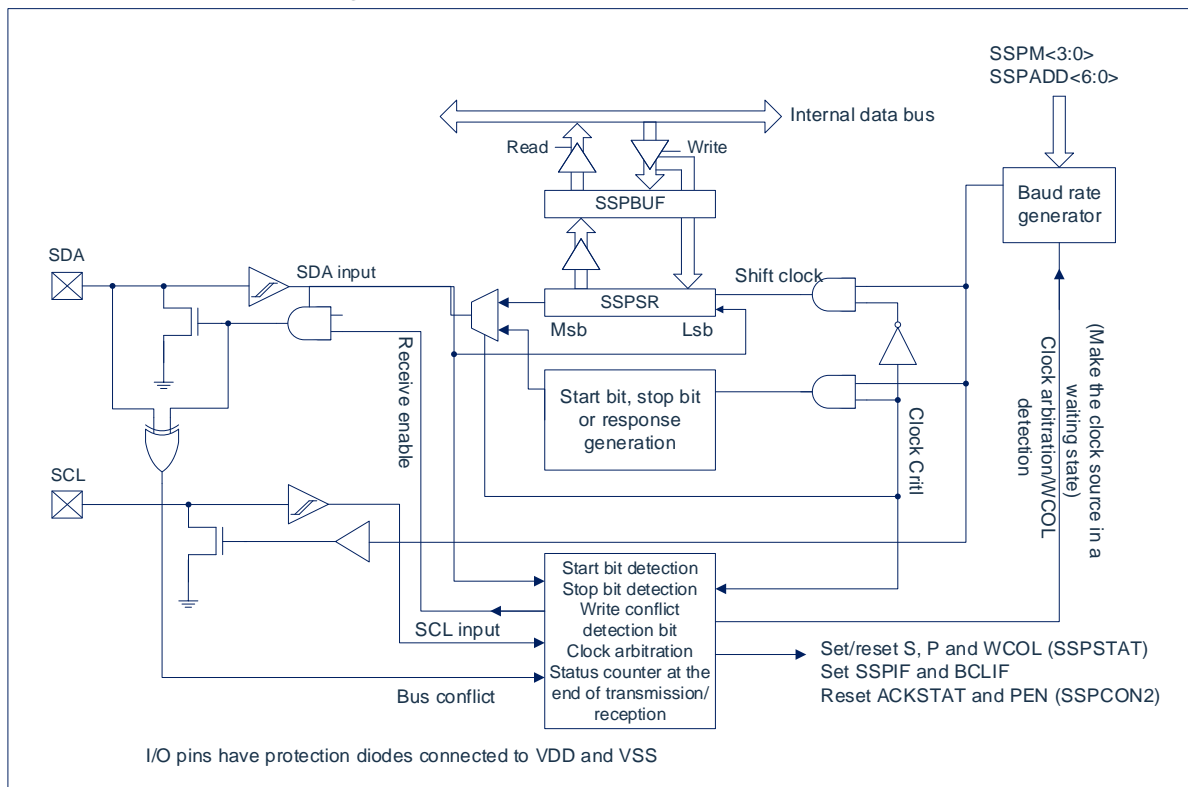 SSPM<3:0>
SSPADD<6:0>
Internal data bus
Read
Write
SSPBUF
Baud rate
generator
SDA
SDA input
Shift clock
SSPSR
Msb
Lsb
Receive enable
Start bit, stop bit
or response
generation
Clock Critl
Clock arbitration/WCOL
detection
(Make the clock source in a
waiting state)
SCL
SCL input
Bus conflict
Start bit detection
Stop bit detection
Write conflict
detection bit
Clock arbitration
Status counter at the
end of transmission/
reception
Set/reset S, P and WCOL (SSPSTAT)
Set SSPIF and BCLIF
Reset ACKSTAT and PEN (SSPCON2)
I/O pins have protection diodes connected to VDD and VSS